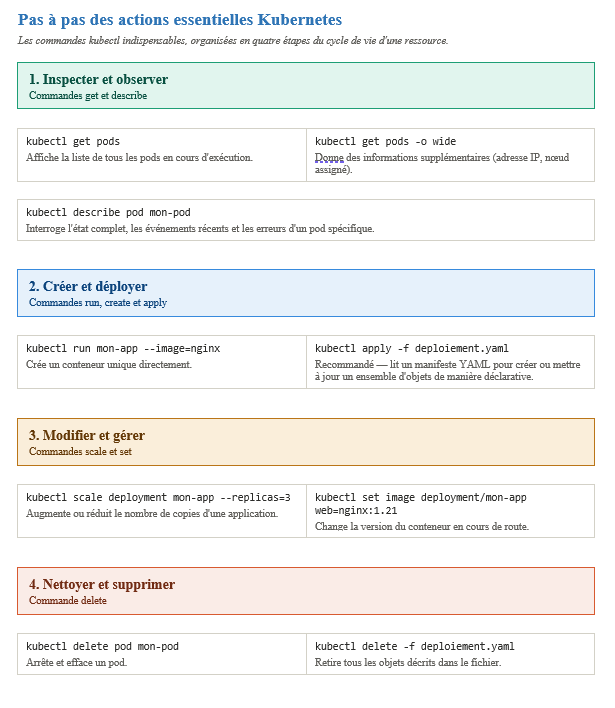 Pas à pas des actions essentielles Kubernetes
Les commandes kubectl indispensables, organisées en quatre étapes du cycle de vie d'une ressource.
1. Inspecter et observer
Commandes get et describe
kubectl get pods
Affiche la liste de tous les pods en cours d'exécution.
kubectl get pods -o wide
Donne des informations supplémentaires (adresse IP, nœud
assigné).
kubectl describe pod mon-pod
Interroge l'état complet, les événements récents et les erreurs d'un pod spécifique.
2. Créer et déployer
Commandes run, create et apply
kubectl run mon-app --image=nginx
Crée un conteneur unique directement.
kubectl apply -f deploiement.yaml
Recommandé — lit un manifeste YAML pour créer ou mettre
à jour un ensemble d'objets de manière déclarative.
3. Modifier et gérer
Commandes scale et set
kubectl scale deployment mon-app --replicas=3
Augmente ou réduit le nombre de copies d'une application.
kubectl set image deployment/mon-app
web=nginx:1.21
Change la version du conteneur en cours de route.
4. Nettoyer et supprimer
Commande delete
kubectl delete pod mon-pod
Arrête et efface un pod.
kubectl delete -f deploiement.yaml
Retire tous les objets décrits dans le fichier.